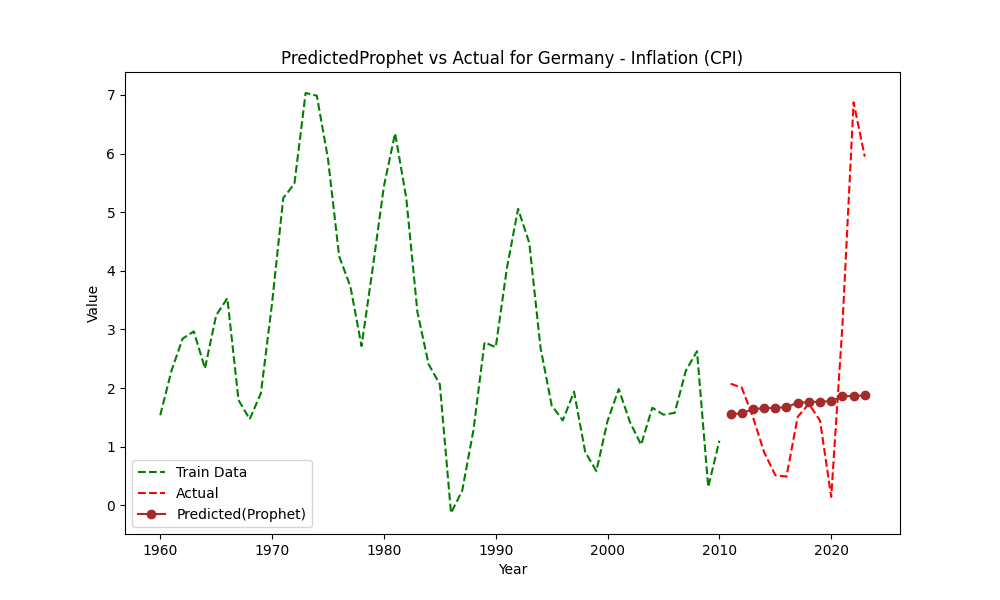 PredictedProphet vs Actual for Germany - Inflation (CPI)
7
6
5
4
3
2
1
0
Value
Train Data
Actual
Predicted(Prophet)
1960 1970 1980 1990 2000 2010 2020
Year